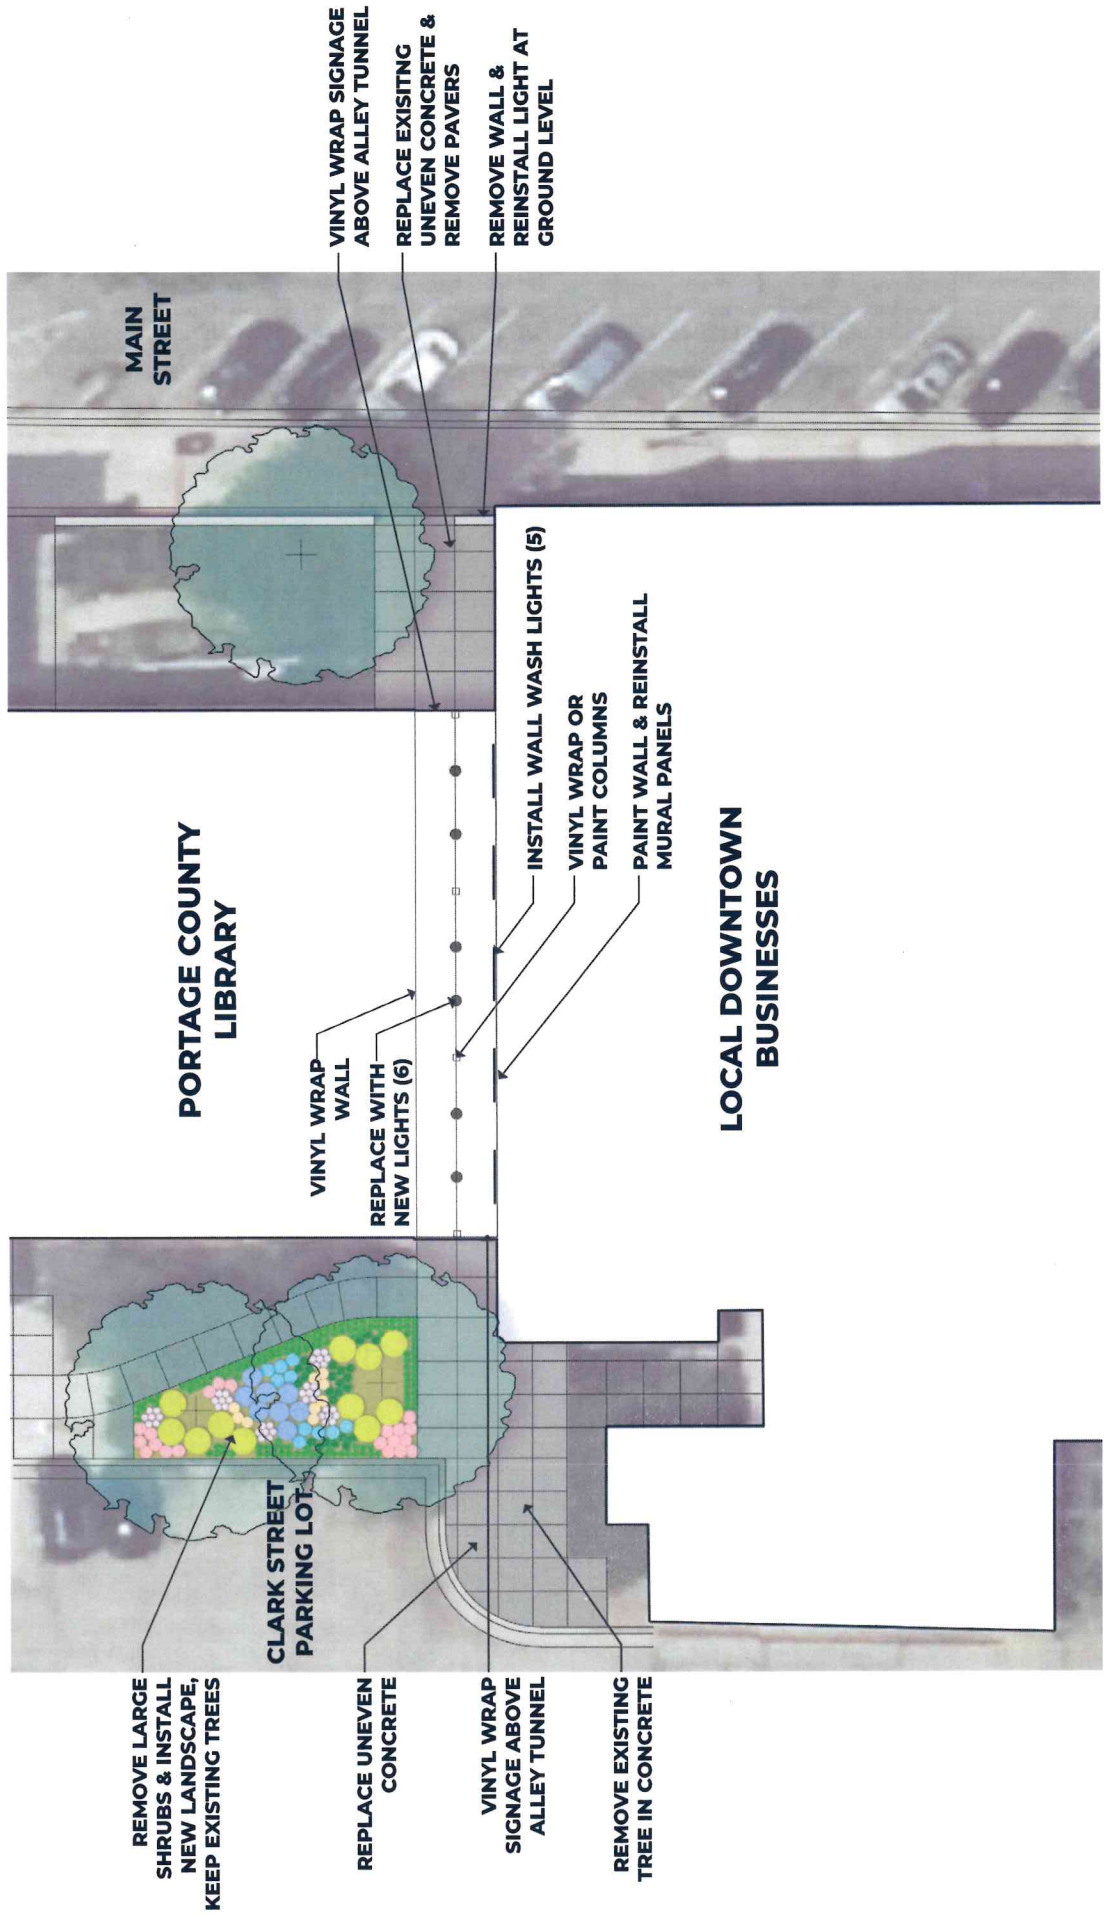 REMOVE LARGE
SHRUBS & INSTALL
NEW LANDSCAPE,
KEEP EXISTING TREES
REPLACE UNEVEN
CONCRETE
VINYL WRAP
SIGNAGE ABOVE
ALLEY TUNNEL
REMOVE EXISTING
TREE IN CONCRETE
CLARK STREET
PARKING LOT
PORTAGE COUNTY
LIBRARY
VINYL WRAP
WALL
REPLACE WITH
NEW LIGHTS (6)
INSTALL WALL WASH LIGHTS (5)
VINYL WRAP OR
PAINT COLUMNS
PAINT WALL & REINSTALL
MURAL PANELS
LOCAL DOWNTOWN
BUSINESSES
MAIN
STREET
VINYL WRAP SIGNAGE
ABOVE ALLEY TUNNEL
REPLACE EXISITNG
UNEVEN CONCRETE &
REMOVE PAVERS
REMOVE WALL &
REINSTALL LIGHT AT
GROUND LEVEL